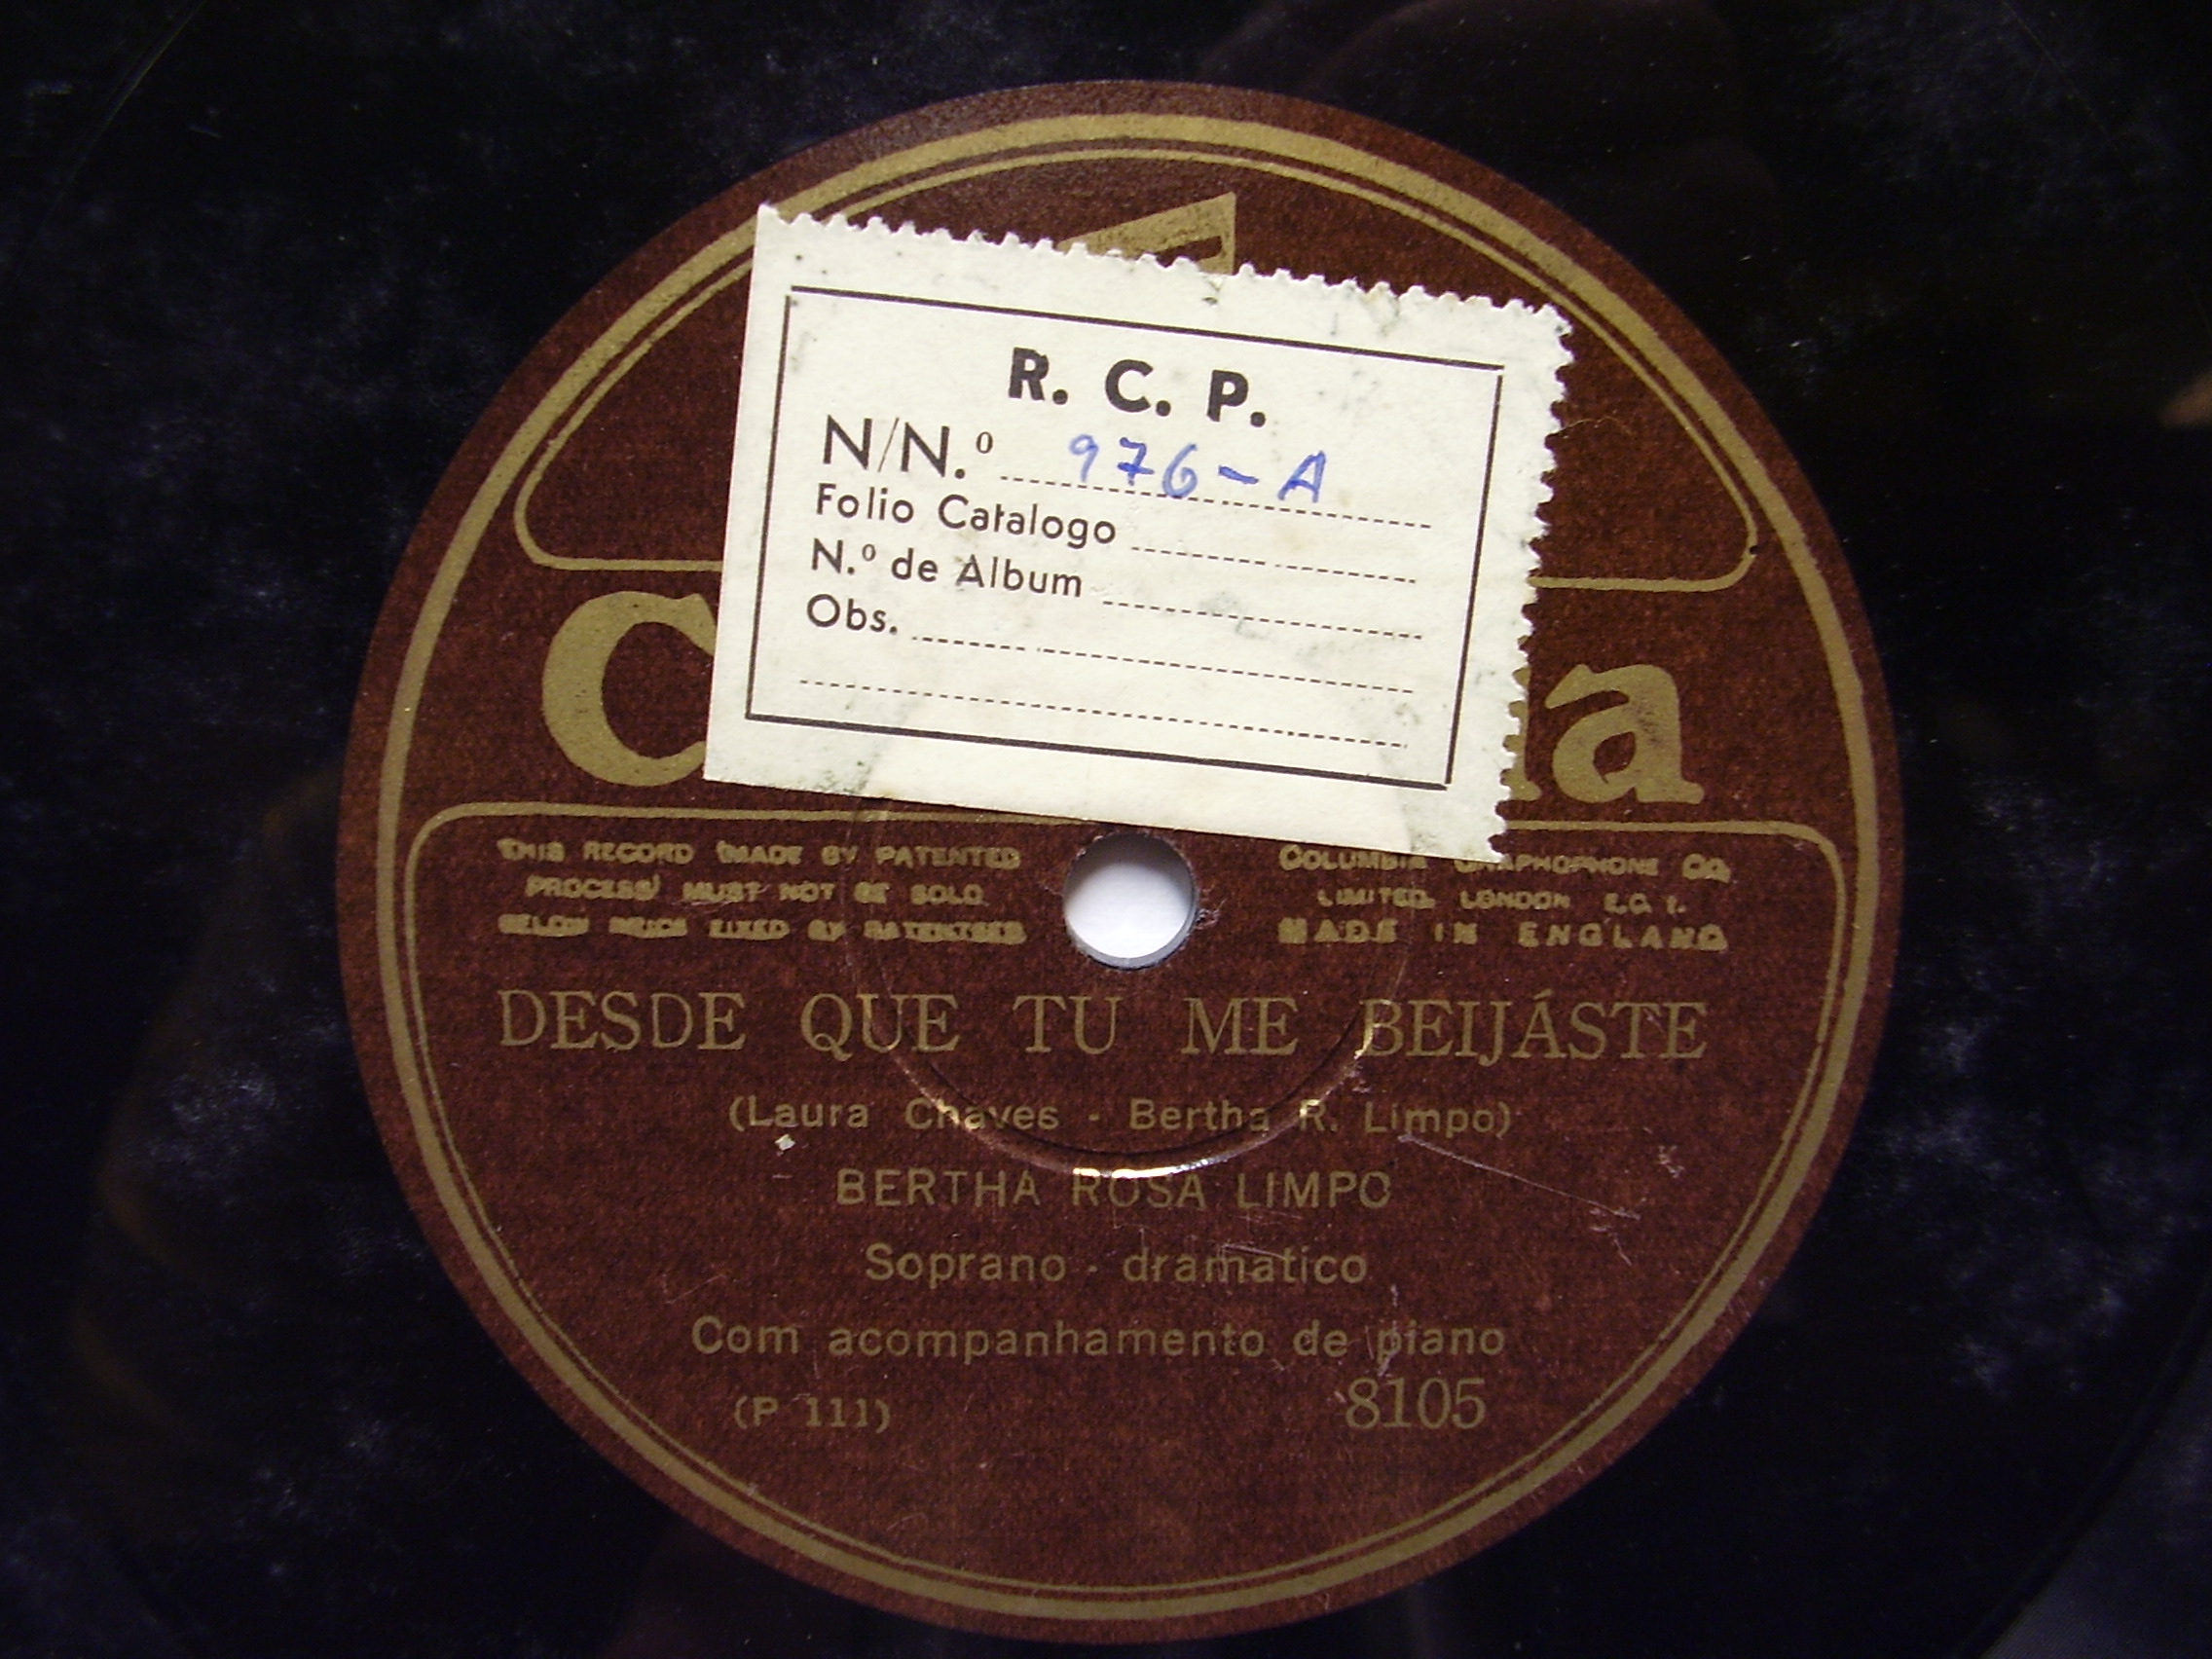 R. C. P.
N/N.º 976-A
Folio Catalogo
N.º de Album
Obs.
C
a
THIS RECORD (MADE BY PATENTED
PROCESS) MUST NOT BE SOLD
BELOW PRICE FIXED BY PATENTEES
COLUMBIA GRAPHOPHONE CO.
LIMITED, LONDON E.C 1.
MADE IN ENGLAND
DESDE QUE TU ME BEIJÁSTE
(Laura Chaves - Bertha R. Limpo)
BERTHA ROSA LIMPO
Soprano - dramatico
Com acompanhamento de piano
(P 111) 8105